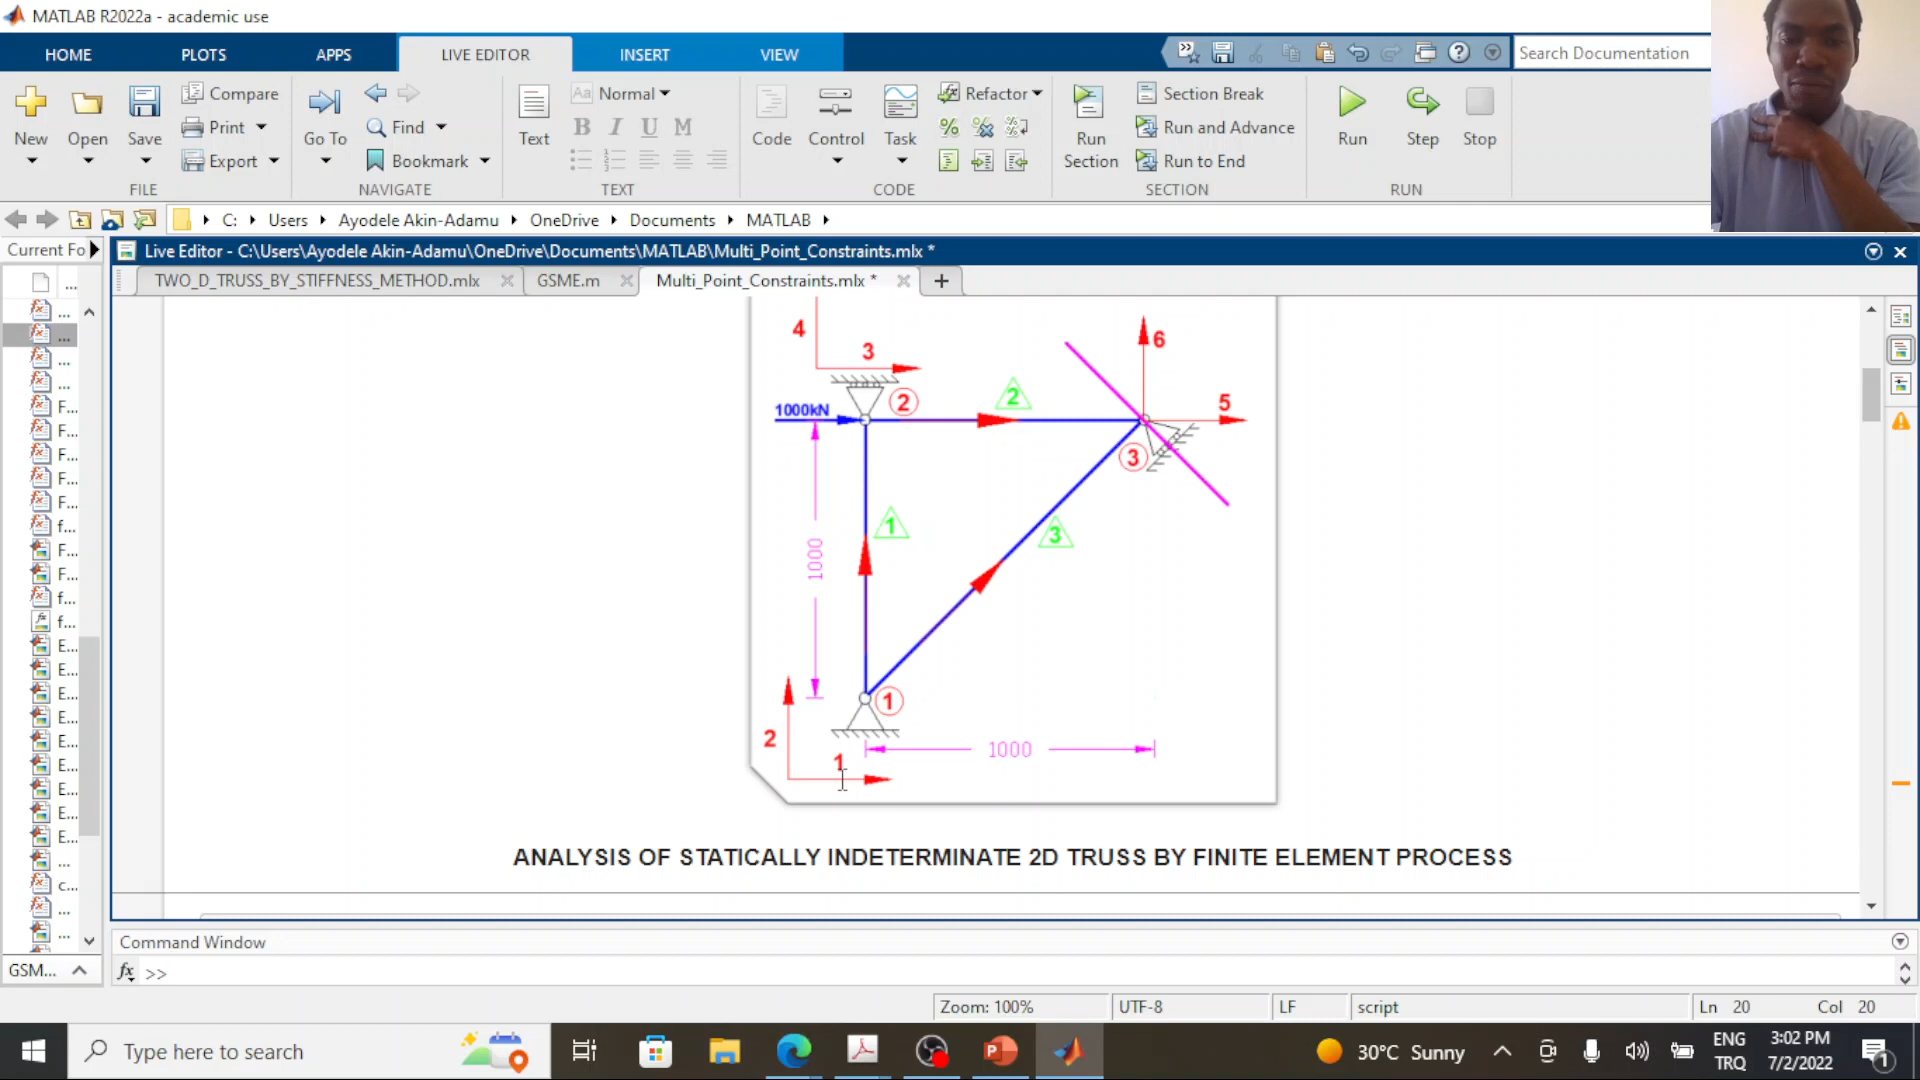 MATLAB R2022a - academic use
HOME PLOTS APPS LIVE EDITOR INSERT VIEW
Search Documentation
New Open Save Compare Print Export
Go To Find Bookmark
Text Aa Normal B I U M
Code Control Task Refactor
Run Section Section Break Run and Advance Run to End
Run Step Stop
FILE NAVIGATE TEXT CODE SECTION RUN
C: Users Ayodele Akin-Adamu OneDrive Documents MATLAB
Current Fo
Live Editor - C:\Users\Ayodele Akin-Adamu\OneDrive\Documents\MATLAB\Multi_Point_Constraints.mlx *
TWO_D_TRUSS_BY_STIFFNESS_METHOD.mlx GSME.m Multi_Point_Constraints.mlx * +
...
...
...
...
F...
F...
F...
F...
F...
f...
F...
F...
f...
f...
E...
E...
E...
E...
E...
E...
E...
E...
E...
...
c...
...
...
GSM...
4
3
6
5
1000kN
2
2
3
1
3
1000
1
2
1
1000
ANALYSIS OF STATICALLY INDETERMINATE 2D TRUSS BY FINITE ELEMENT PROCESS
Command Window
fx >>
Zoom: 100% UTF-8 LF script Ln 20 Col 20
Type here to search
30°C Sunny
ENG
TRQ
3:02 PM
7/2/2022
1